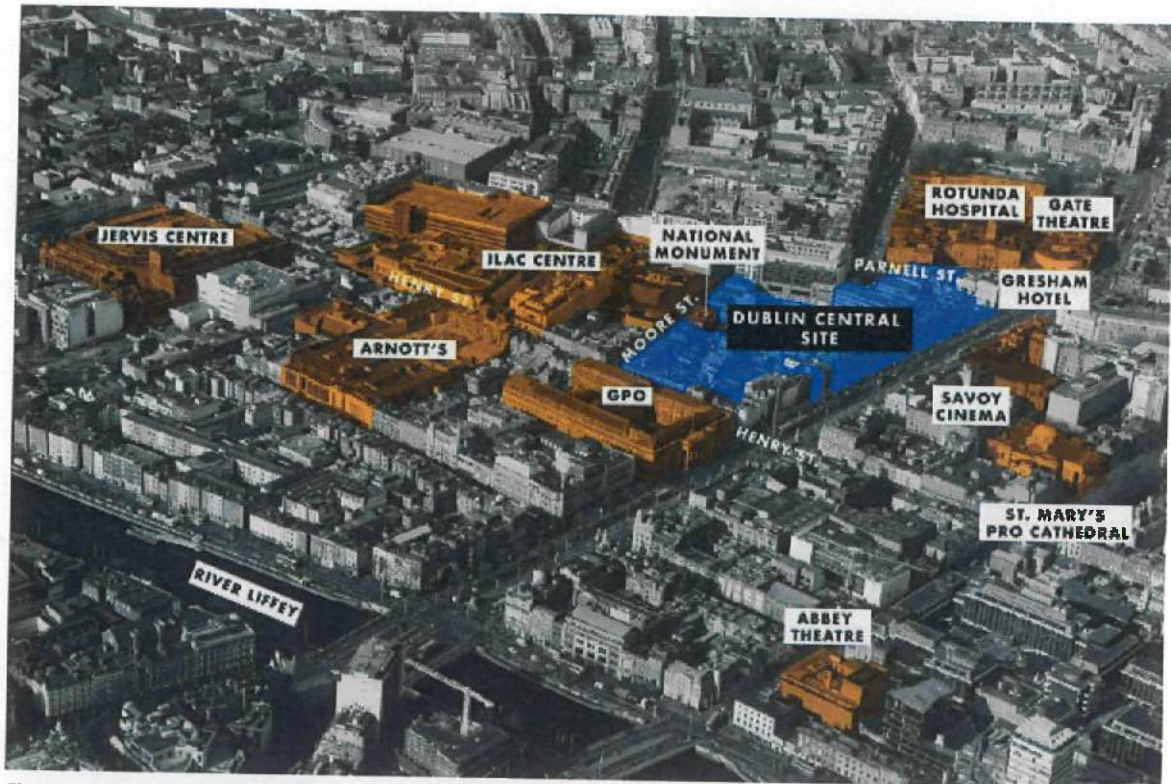 ROTUNDA
HOSPITAL
GATE
THEATRE
JERVIS CENTRE
NATIONAL
MONUMENT
ILAC CENTRE
PARNELL ST.
GRESHAM
HOTEL
HENRY ST.
MOORE ST.
DUBLIN CENTRAL
SITE
ARNOTT'S
GPO
SAVOY
CINEMA
HENRY ST.
ST. MARY'S
PRO CATHEDRAL
RIVER LIFFEY
ABBEY
THEATRE